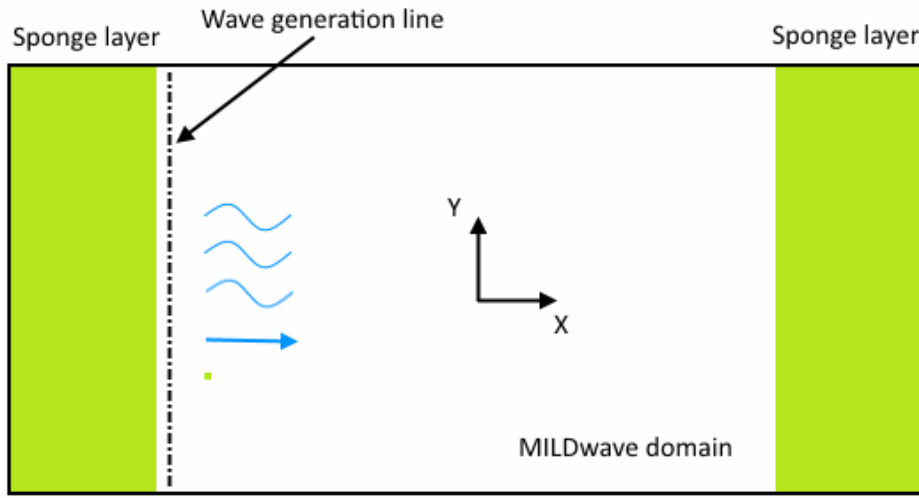 Wave generation line
Sponge layer
Sponge layer
Y
X
MILDwave domain